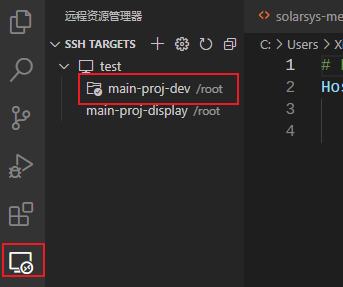 远程资源管理器
SSH TARGETS
test
main-proj-dev /root
main-proj-display /root
solarsys-me
C: > Users > X
1 #
2 Hos
3
4